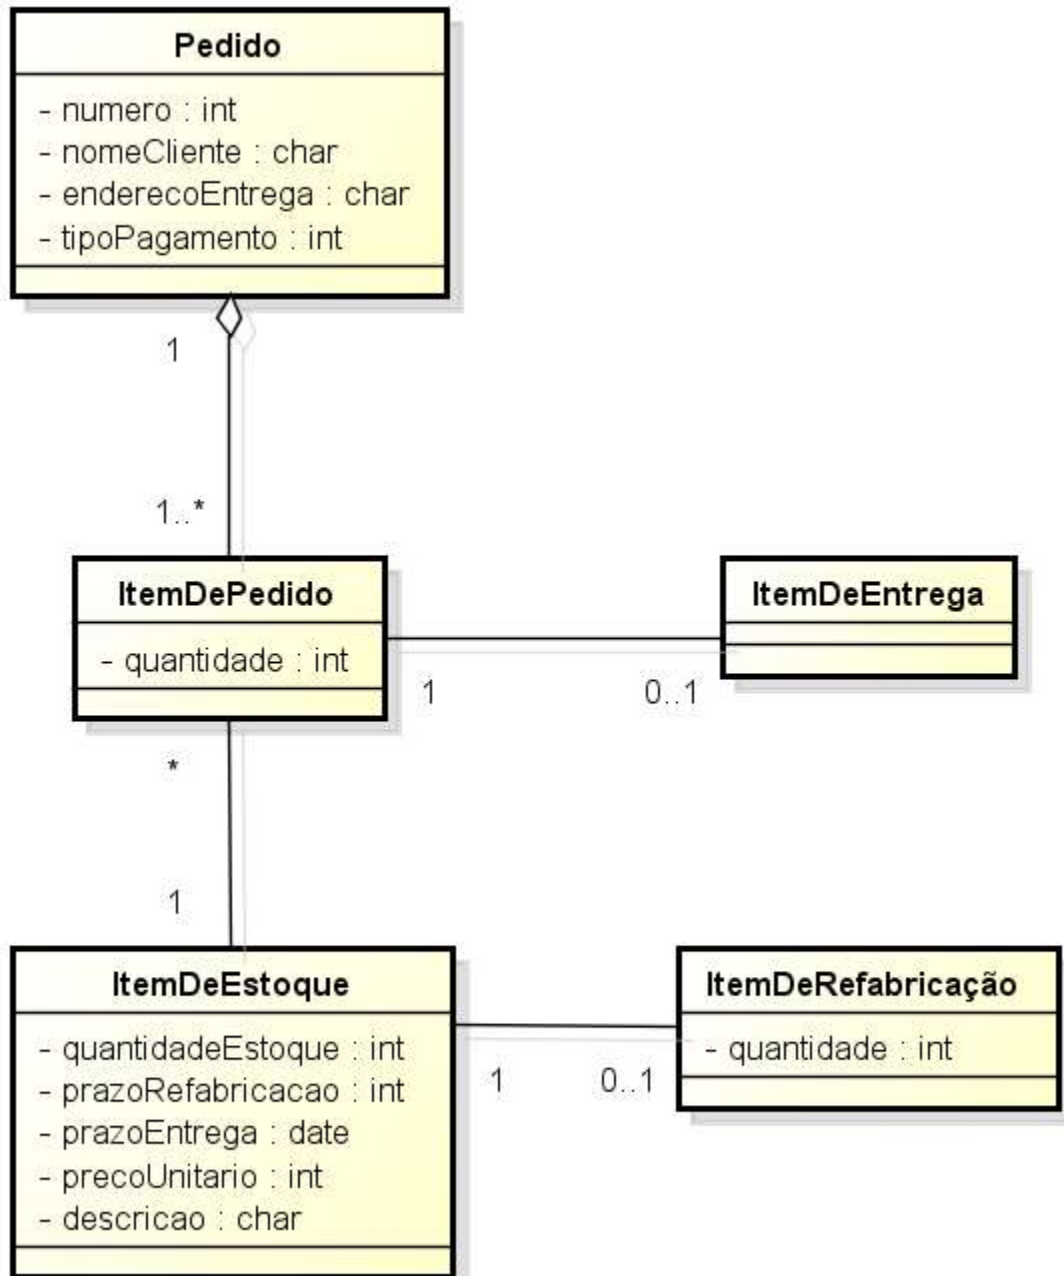 Pedido
- numero : int
- nomeCliente : char
- enderecoEntrega : char
- tipoPagamento : int
1
1..*
ItemDePedido
- quantidade : int
ItemDeEntrega
1
0..1
*
1
ItemDeEstoque
- quantidadeEstoque : int
- prazoRefabricacao : int
- prazoEntrega : date
- precoUnitario : int
- descricao : char
1
0..1
ItemDeRefabricação
- quantidade : int